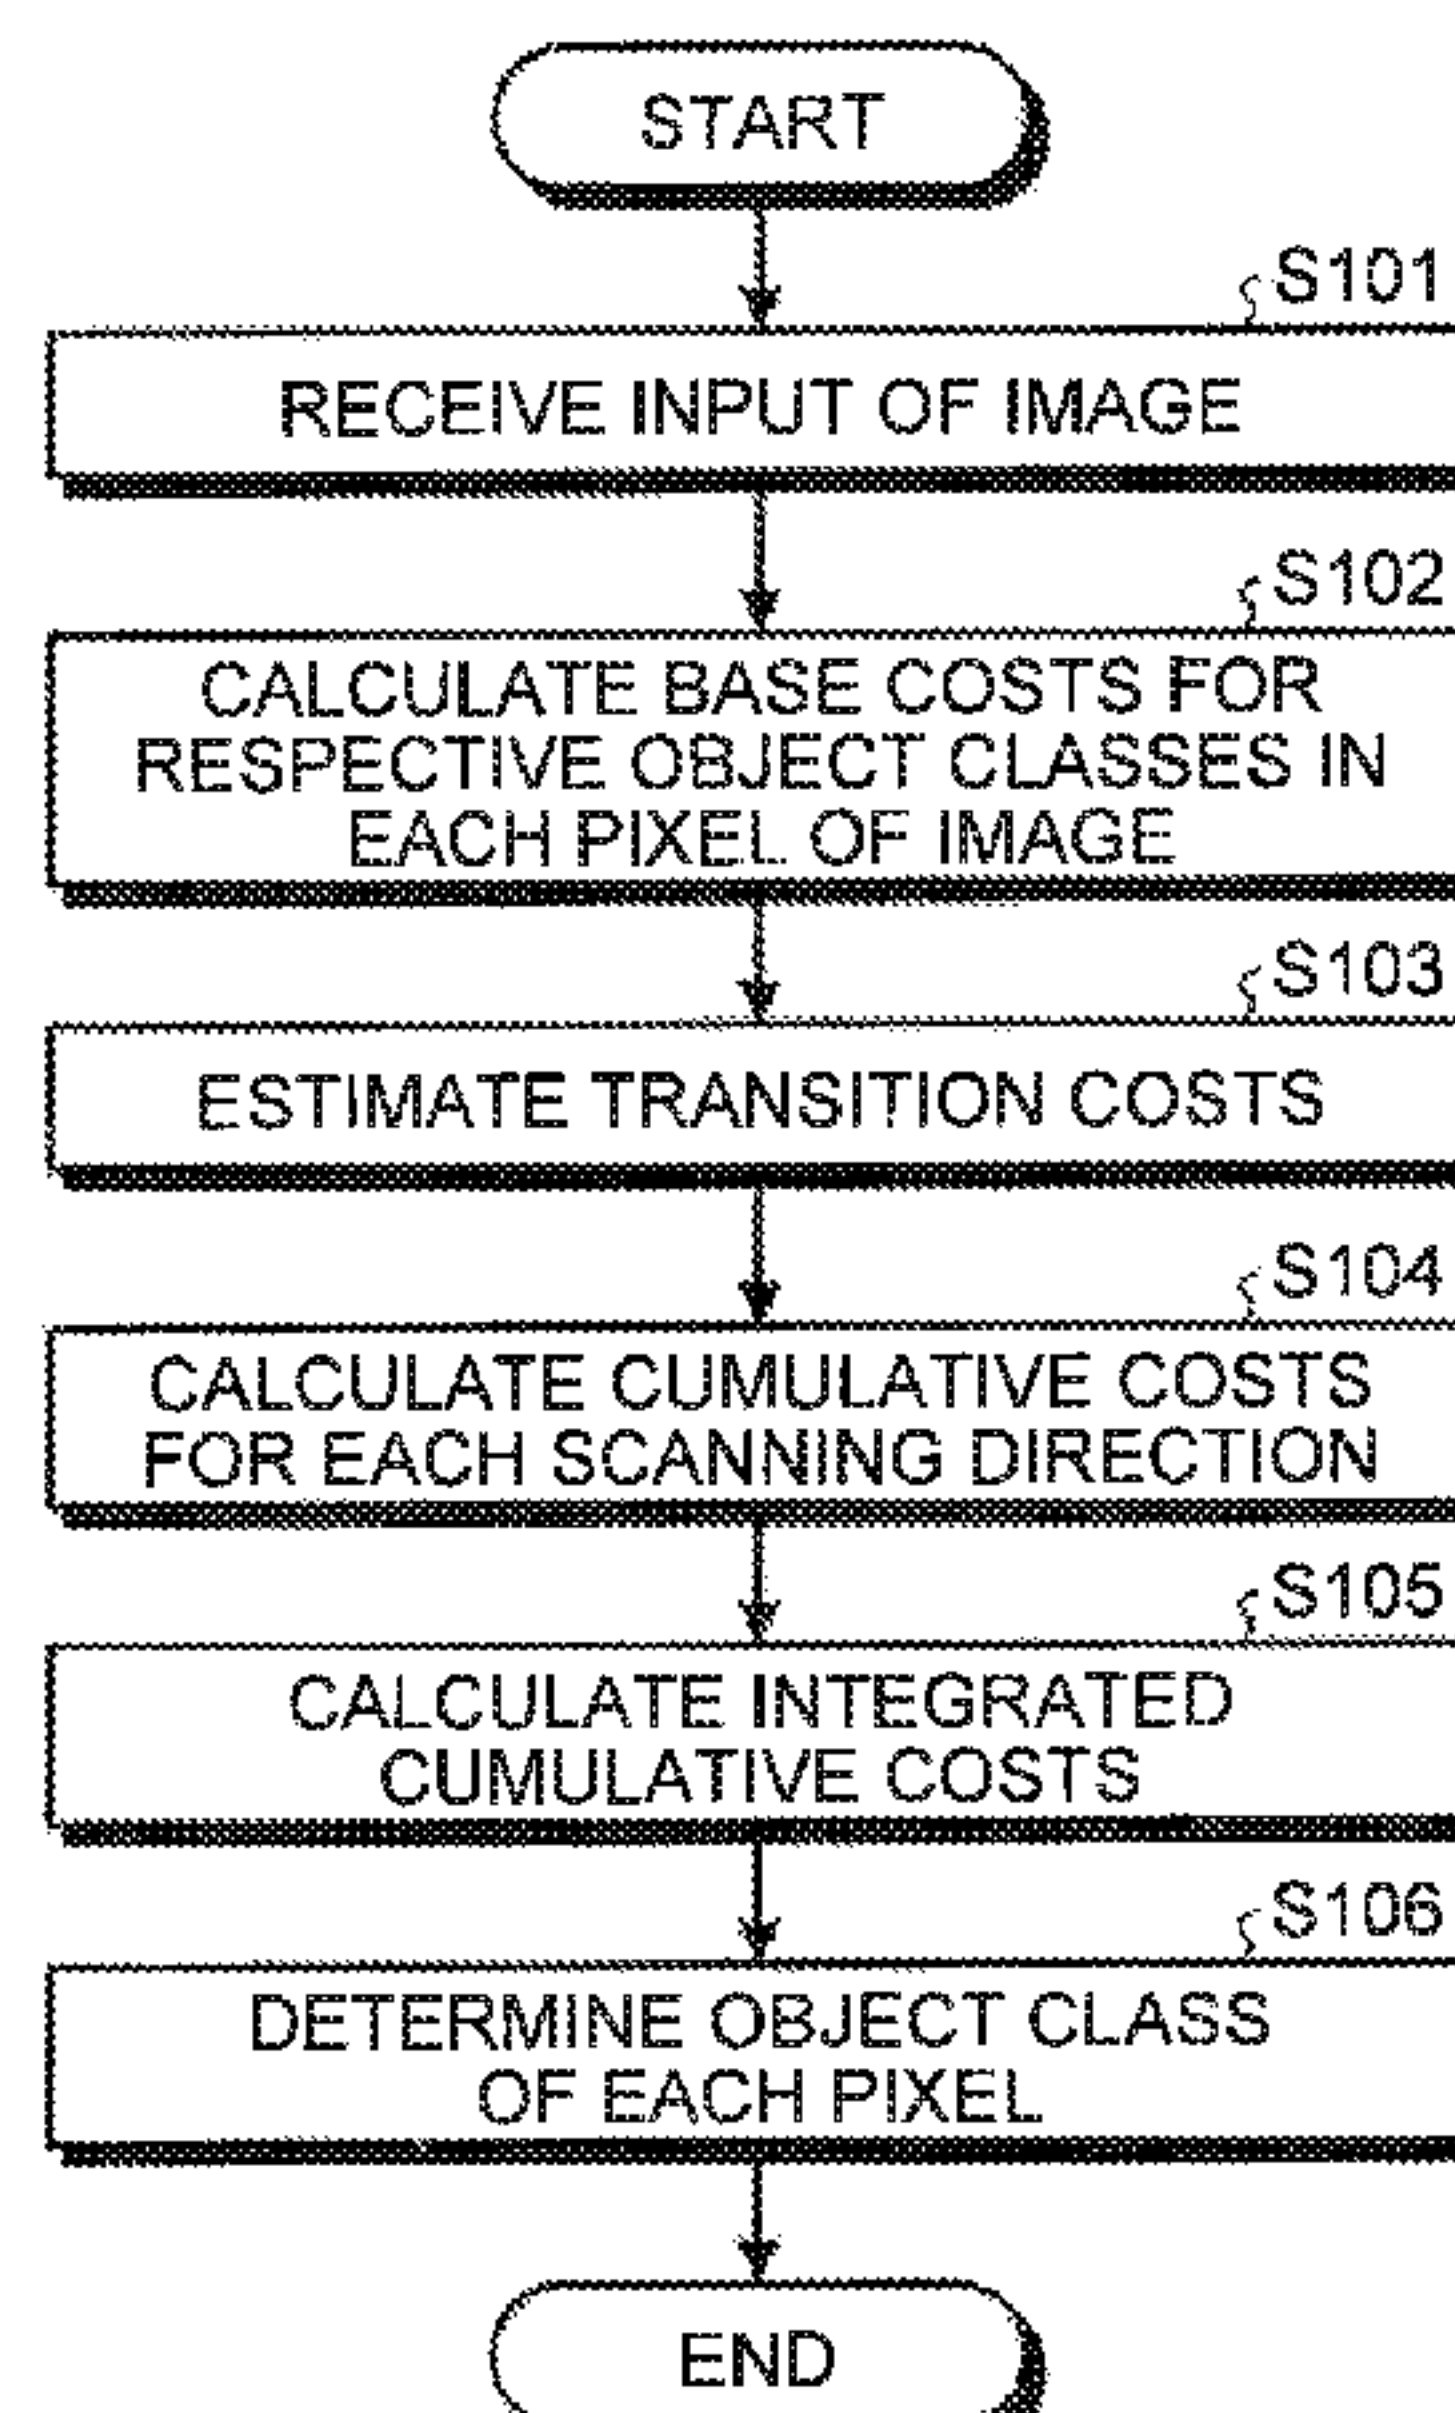 START
S101
RECEIVE INPUT OF IMAGE
S102
CALCULATE BASE COSTS FOR
RESPECTIVE OBJECT CLASSES IN
EACH PIXEL OF IMAGE
S103
ESTIMATE TRANSITION COSTS
S104
CALCULATE CUMULATIVE COSTS
FOR EACH SCANNING DIRECTION
S105
CALCULATE INTEGRATED
CUMULATIVE COSTS
S106
DETERMINE OBJECT CLASS
OF EACH PIXEL
END